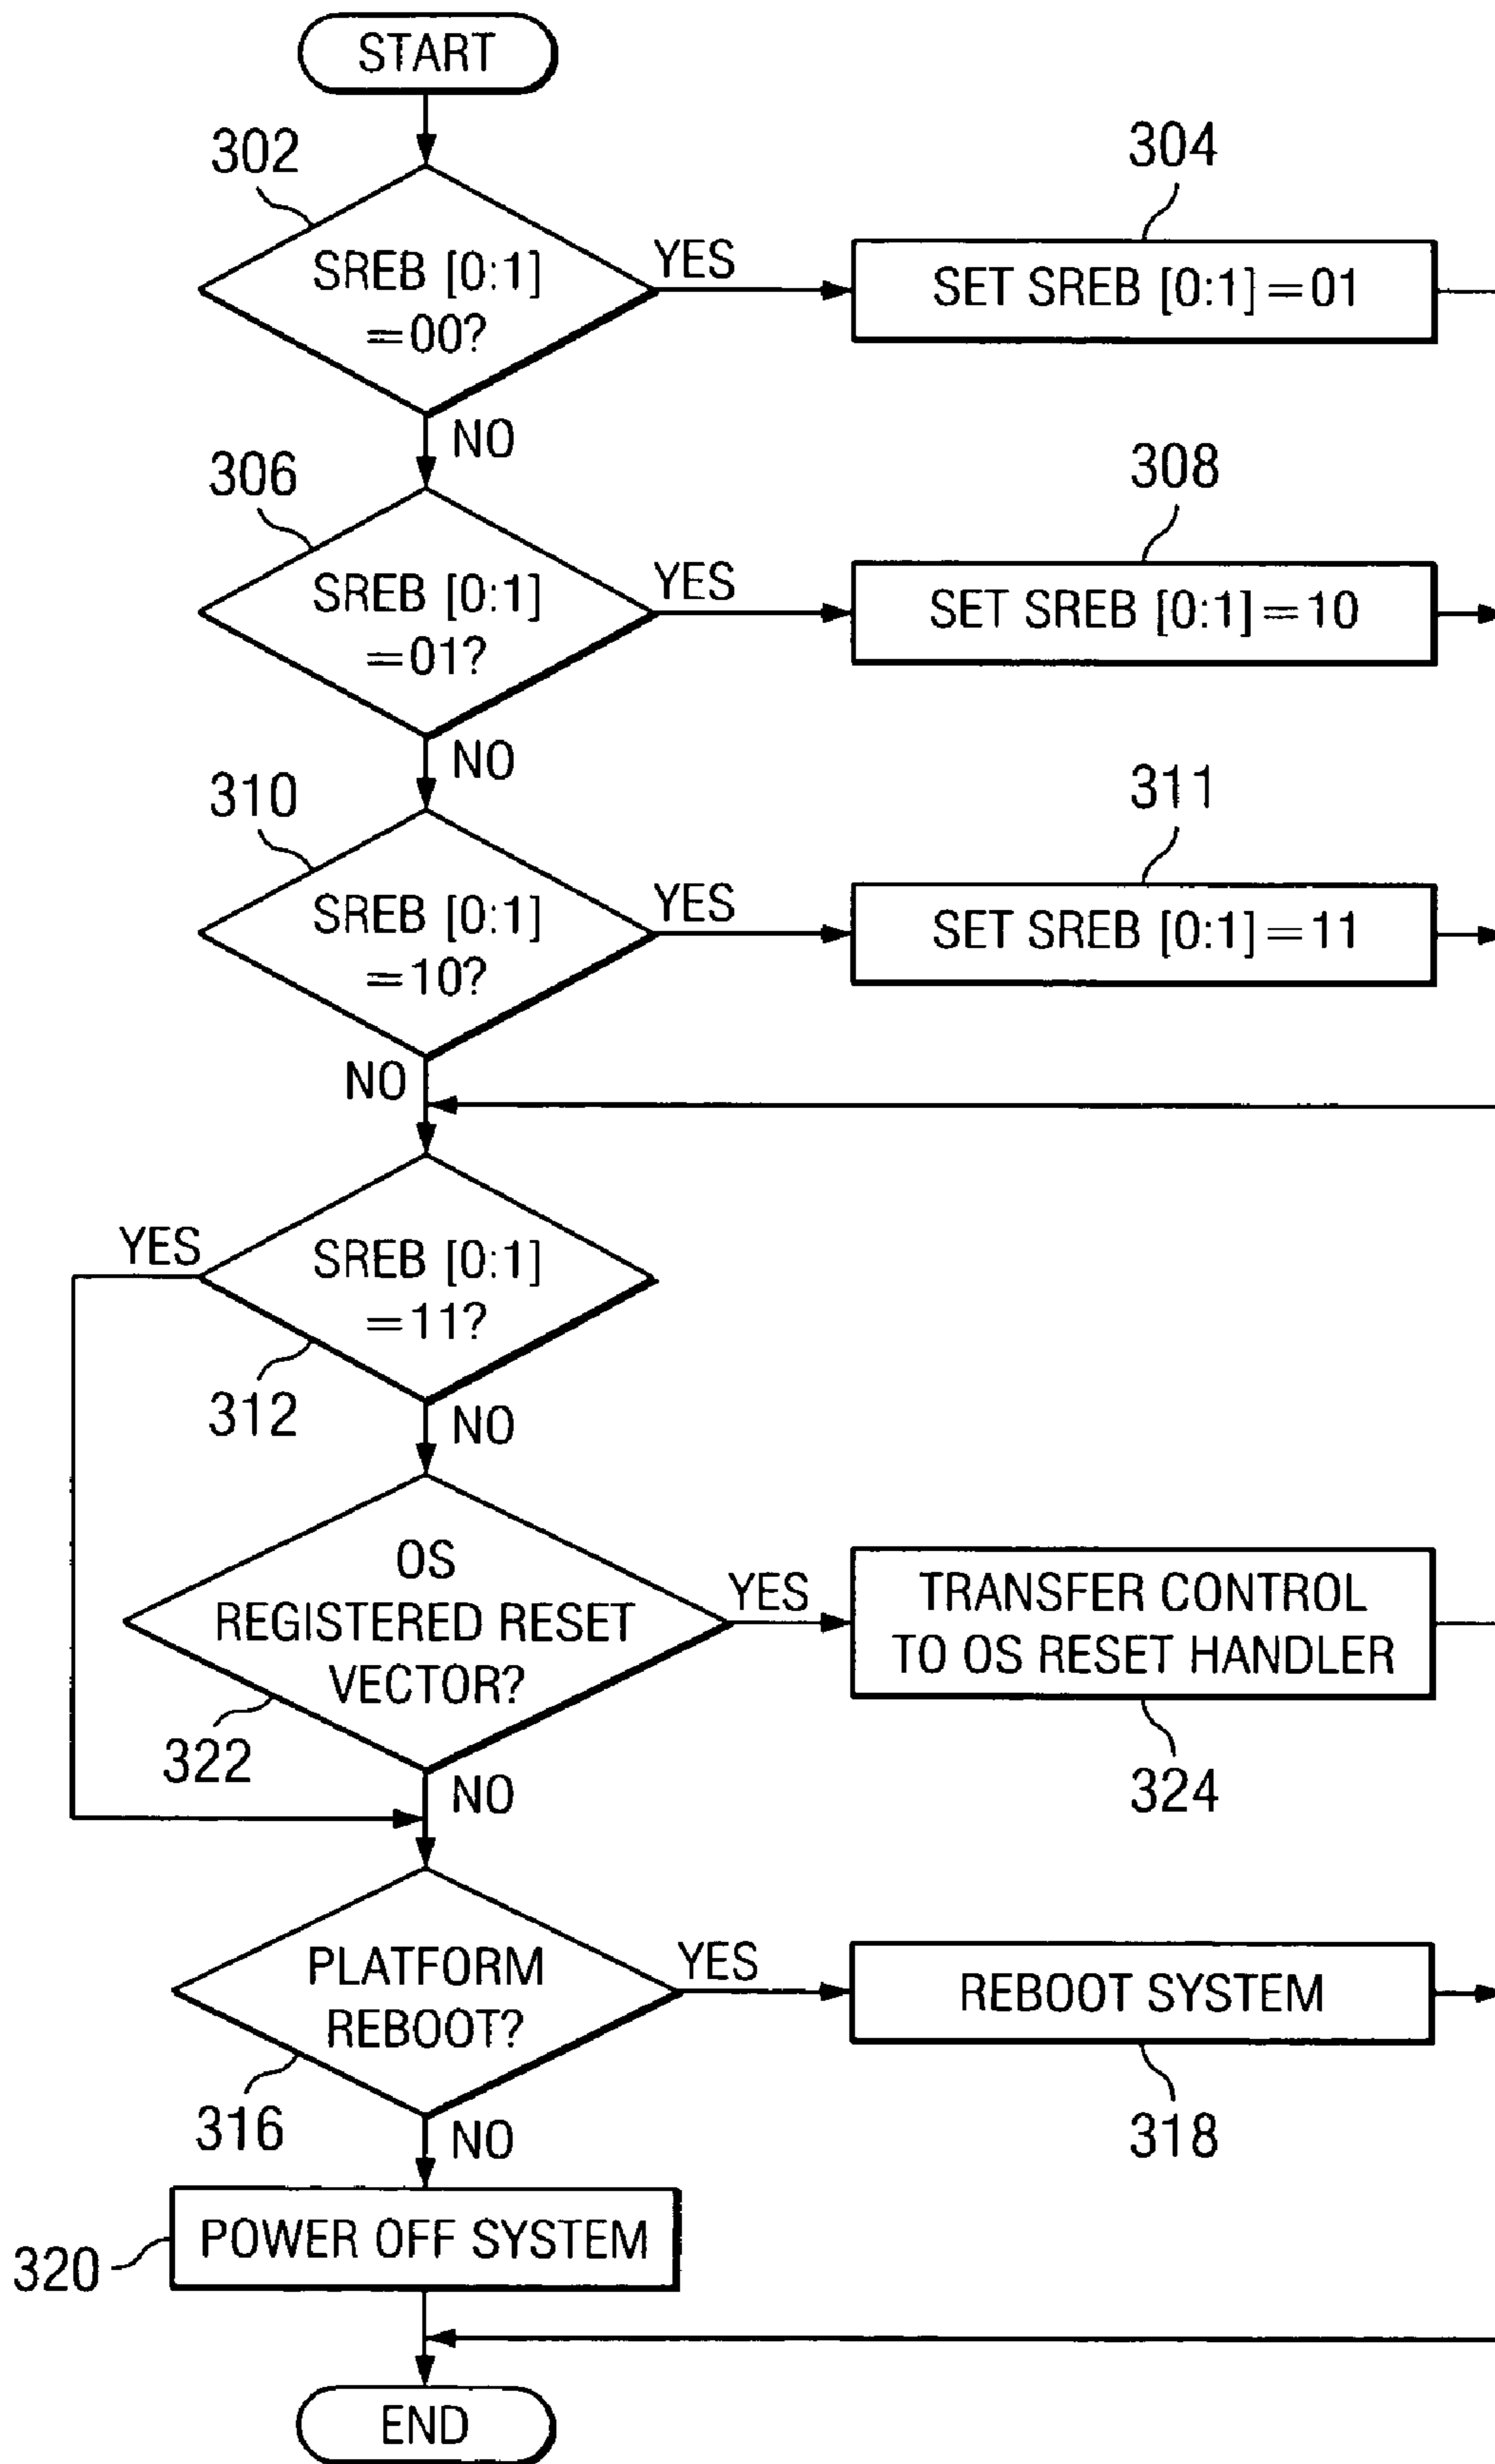 START
302
304
SREB [0:1]
=00?
YES
SET SREB [0:1]=01
NO
306
308
SREB [0:1]
=01?
YES
SET SREB [0:1]=10
NO
310
311
SREB [0:1]
=10?
YES
SET SREB [0:1]=11
NO
YES
SREB [0:1]
=11?
312
NO
OS
REGISTERED RESET
VECTOR?
YES
TRANSFER CONTROL
TO OS RESET HANDLER
322
324
NO
PLATFORM
REBOOT?
YES
REBOOT SYSTEM
316
318
NO
POWER OFF SYSTEM
320
END